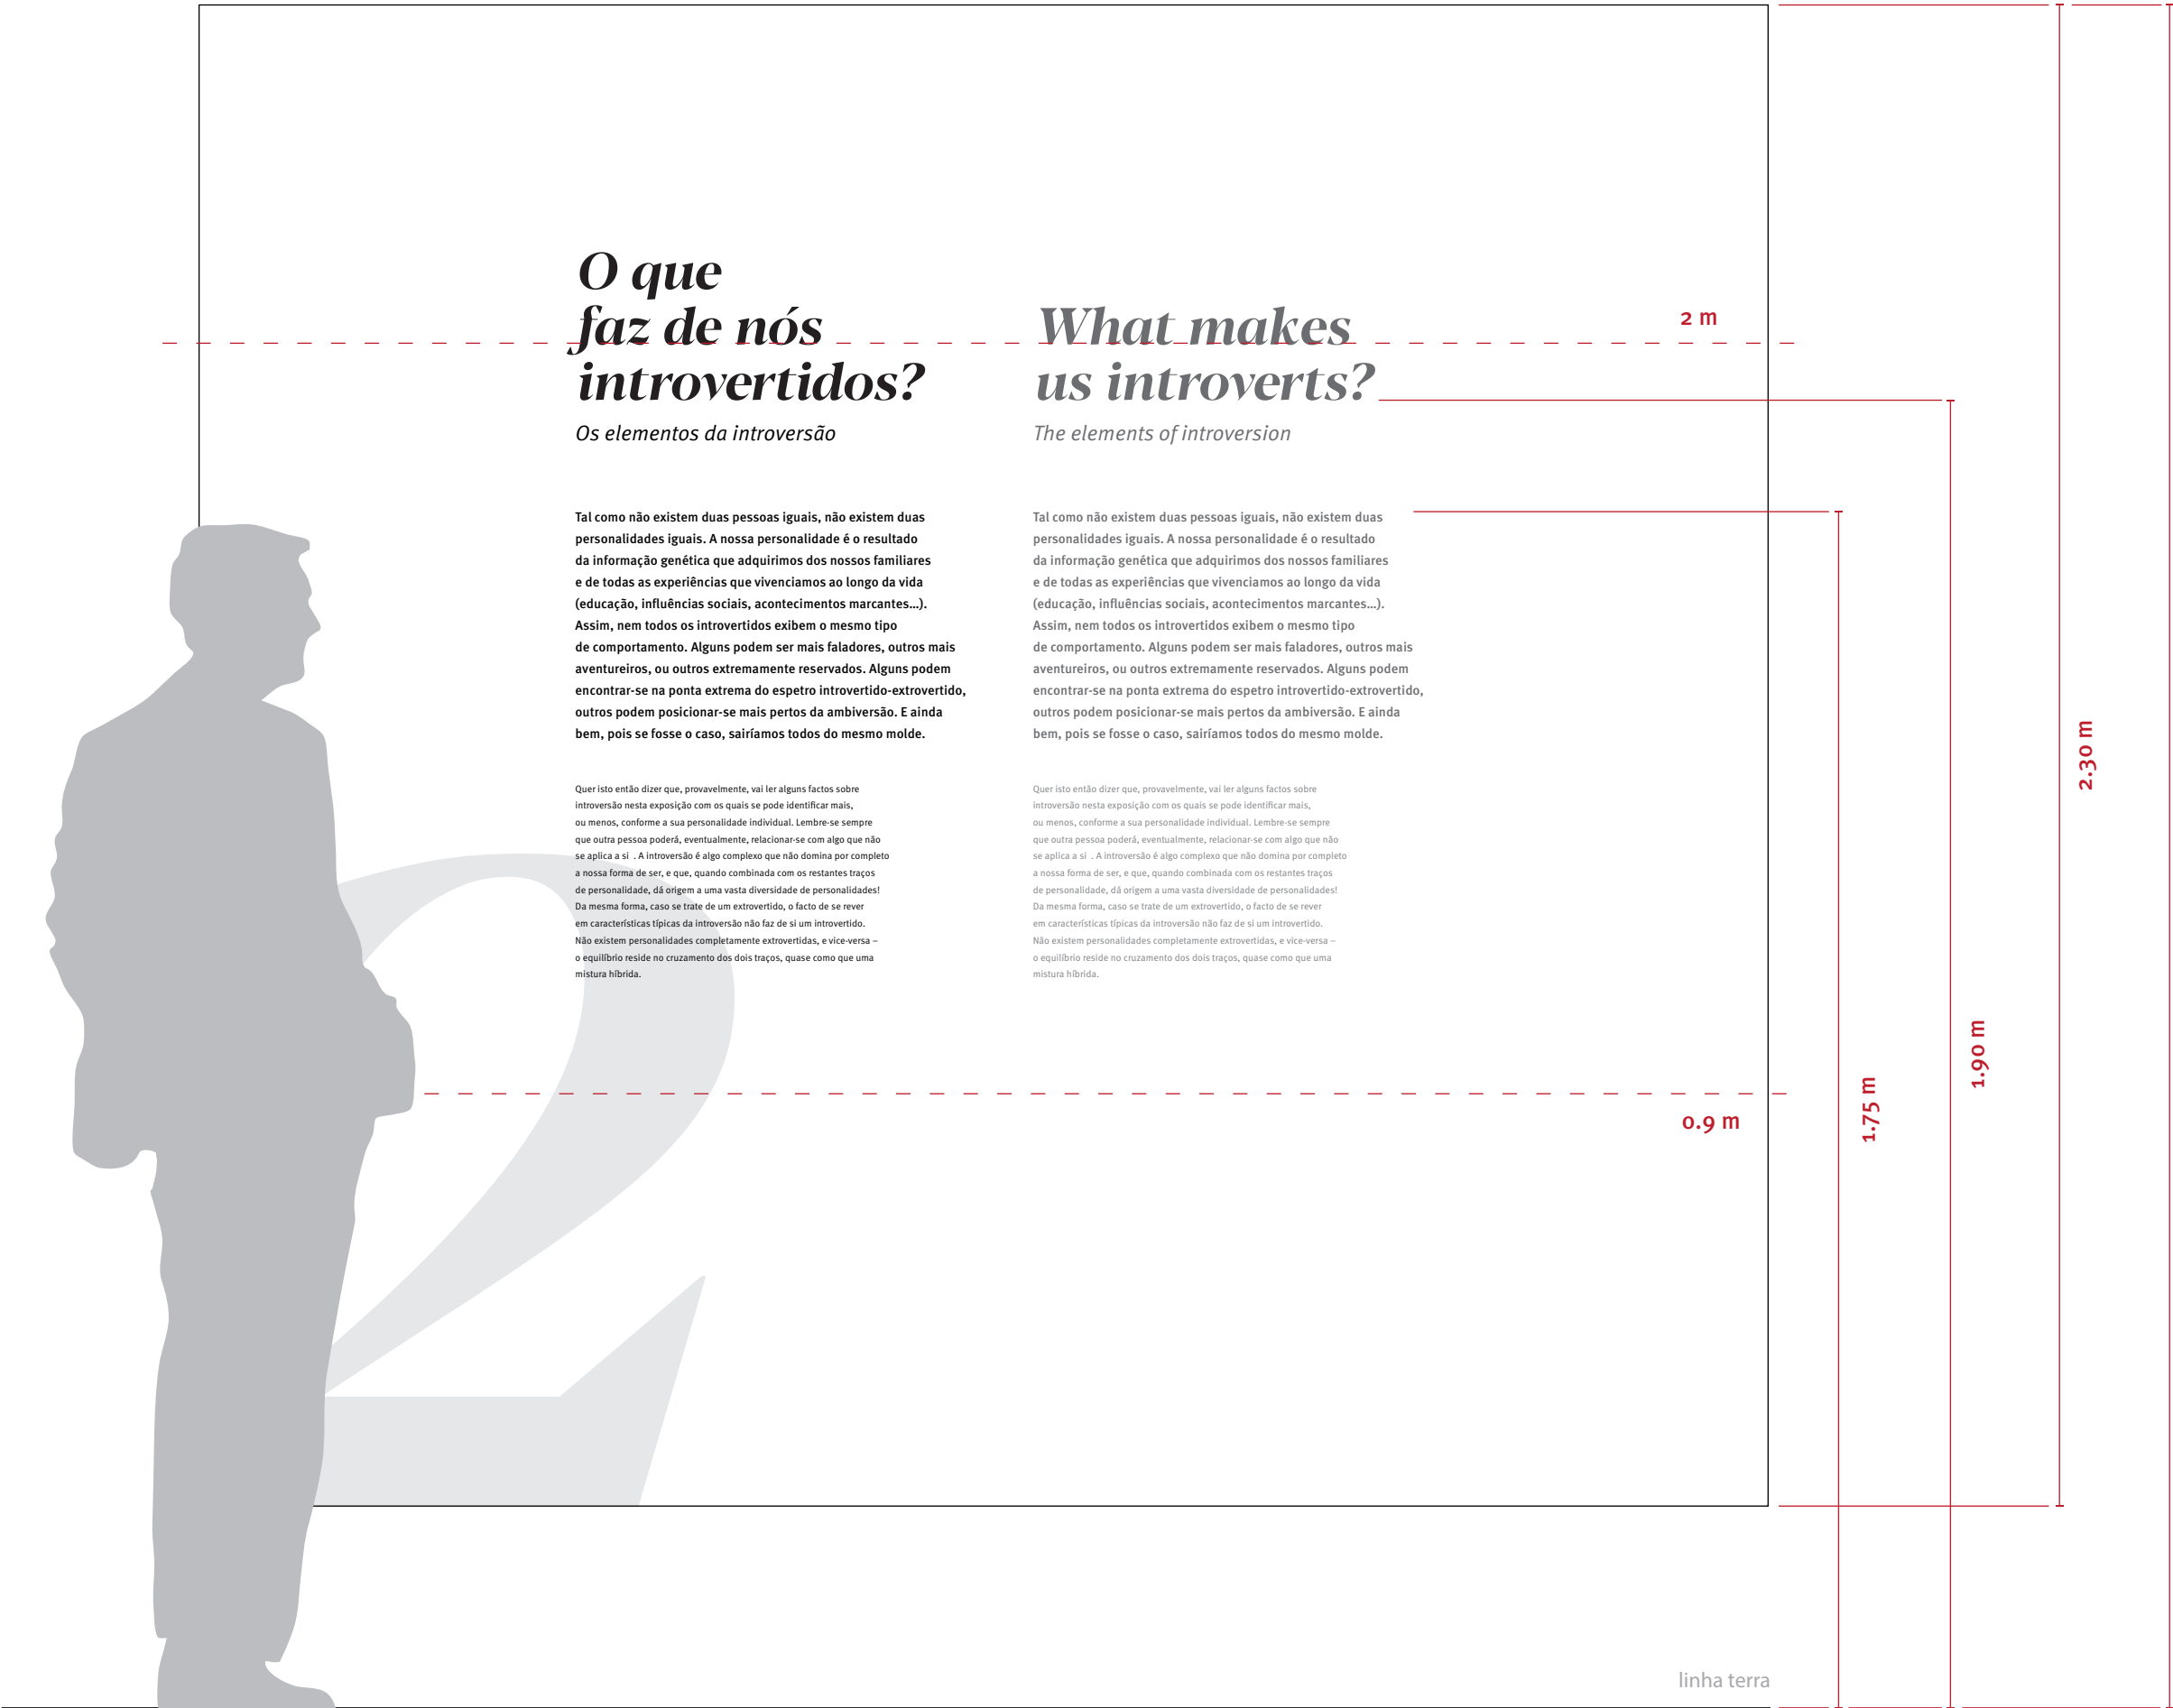 O que
faz de nós
introvertidos?
Os elementos da introversão
Tal como não existem duas pessoas iguais, não existem duas
personalidades iguais. A nossa personalidade é o resultado
da informação genética que adquirimos dos nossos familiares
e de todas as experiências que vivenciamos ao longo da vida
(educação, influências sociais, acontecimentos marcantes...).
Assim, nem todos os introvertidos exibem o mesmo tipo
de comportamento. Alguns podem ser mais faladores, outros mais
aventureiros, ou outros extremamente reservados. Alguns podem
encontrar-se na ponta extrema do espetro introvertido-extrovertido,
outros podem posicionar-se mais pertos da ambiversão. E ainda
bem, pois se fosse o caso, sairíamos todos do mesmo molde.
Quer isto então dizer que, provavelmente, vai ler alguns factos sobre
introversão nesta exposição com os quais se pode identificar mais,
ou menos, conforme a sua personalidade individual. Lembre-se sempre
que outra pessoa poderá, eventualmente, relacionar-se com algo que não
se aplica a si . A introversão é algo complexo que não domina por completo
a nossa forma de ser, e que, quando combinada com os restantes traços
de personalidade, dá origem a uma vasta diversidade de personalidades!
Da mesma forma, caso se trate de um extrovertido, o facto de se rever
em características típicas da introversão não faz de si um introvertido.
Não existem personalidades completamente extrovertidas, e vice-versa –
o equilíbrio reside no cruzamento dos dois traços, quase como que uma
mistura híbrida.
What makes
us introverts?
The elements of introversion
Tal como não existem duas pessoas iguais, não existem duas
personalidades iguais. A nossa personalidade é o resultado
da informação genética que adquirimos dos nossos familiares
e de todas as experiências que vivenciamos ao longo da vida
(educação, influências sociais, acontecimentos marcantes...).
Assim, nem todos os introvertidos exibem o mesmo tipo
de comportamento. Alguns podem ser mais faladores, outros mais
aventureiros, ou outros extremamente reservados. Alguns podem
encontrar-se na ponta extrema do espetro introvertido-extrovertido,
outros podem posicionar-se mais pertos da ambiversão. E ainda
bem, pois se fosse o caso, sairíamos todos do mesmo molde.
Quer isto então dizer que, provavelmente, vai ler alguns factos sobre
introversão nesta exposição com os quais se pode identificar mais,
ou menos, conforme a sua personalidade individual. Lembre-se sempre
que outra pessoa poderá, eventualmente, relacionar-se com algo que não
se aplica a si . A introversão é algo complexo que não domina por completo
a nossa forma de ser, e que, quando combinada com os restantes traços
de personalidade, dá origem a uma vasta diversidade de personalidades!
Da mesma forma, caso se trate de um extrovertido, o facto de se rever
em características típicas da introversão não faz de si um introvertido.
Não existem personalidades completamente extrovertidas, e vice-versa –
o equilíbrio reside no cruzamento dos dois traços, quase como que uma
mistura híbrida.
2
2 m
0.9 m
1.75 m
1.90 m
2.30 m
linha terra